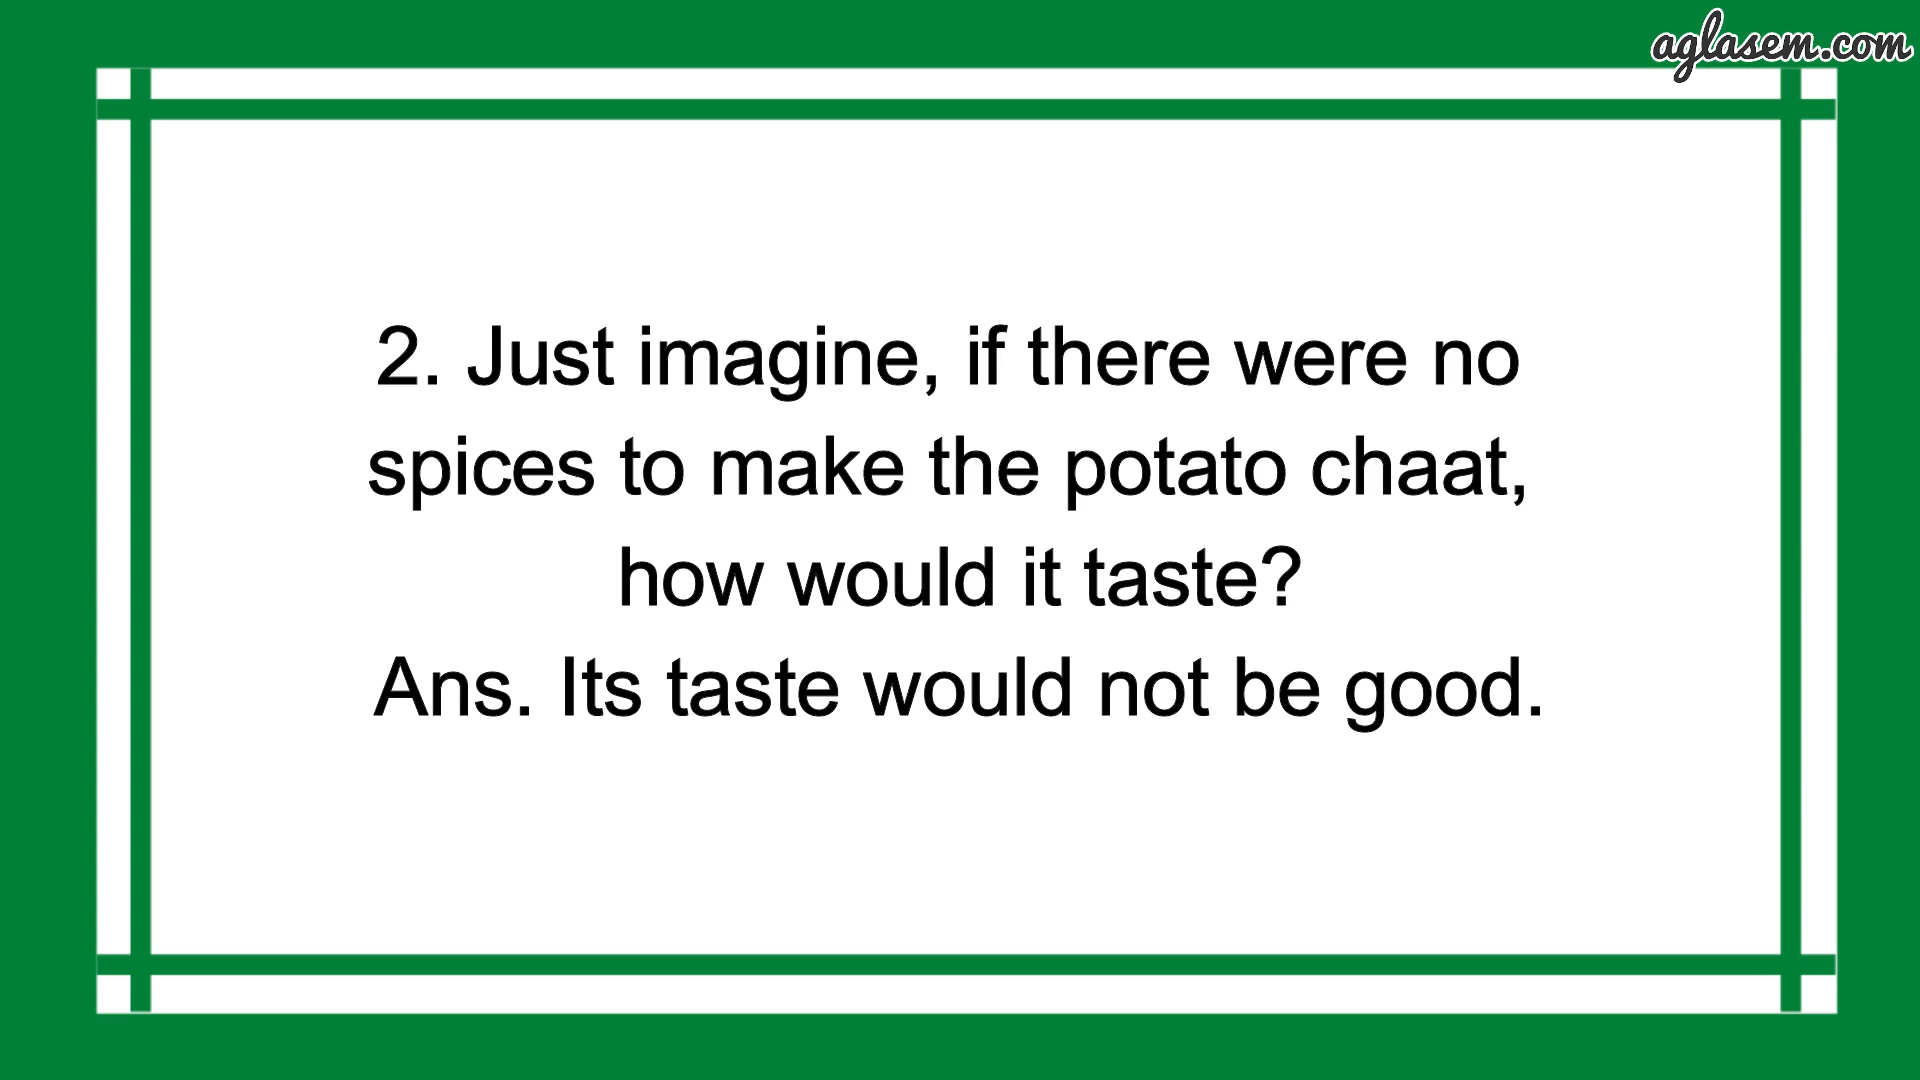 aglasem.com
2. Just imagine, if there were no
spices to make the potato chaat,
how would it taste?
Ans. Its taste would not be good.